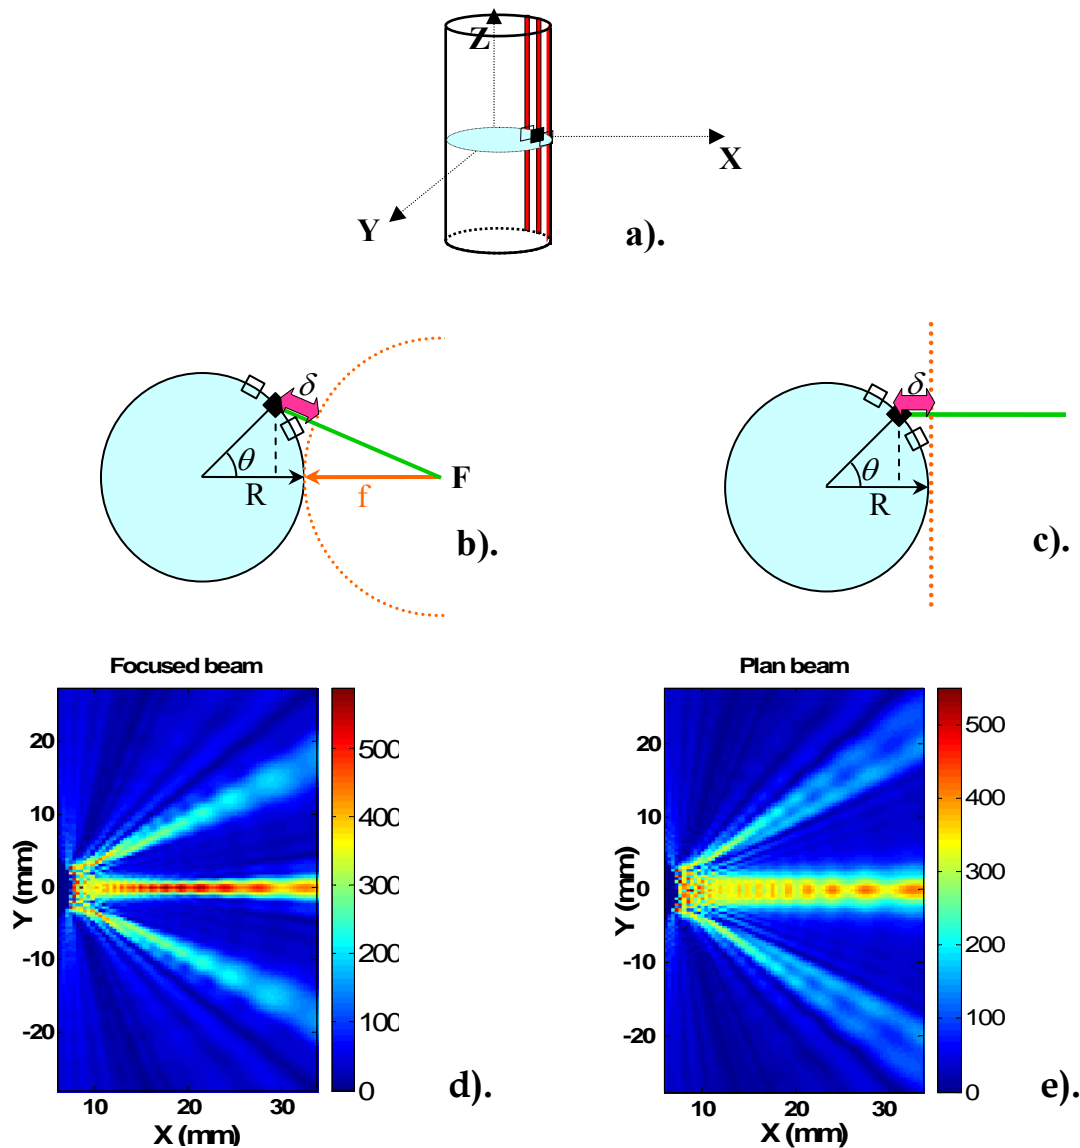 Z
X
Y
a).
δ
θ
R
f
F
b).
δ
θ
R
c).
Focused beam
Y (mm)
20
10
0
-10
-20
10
20
30
X (mm)
500
400
300
200
100
0
d).
Plan beam
Y (mm)
20
10
0
-10
-20
10
20
30
X (mm)
500
400
300
200
100
0
e).